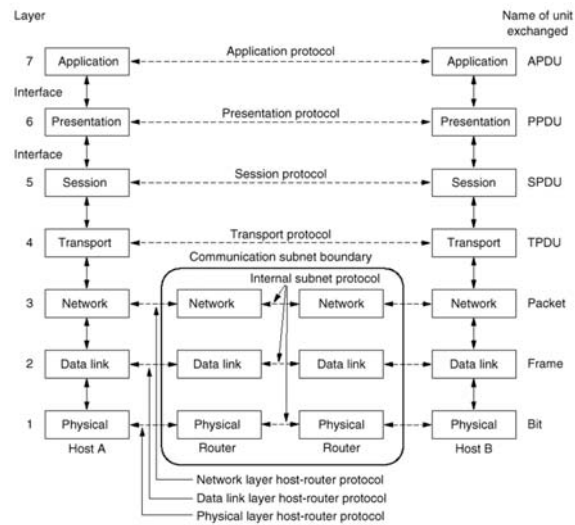 Layer
Name of unit exchanged
Application protocol
7 Application Application APDU
Interface
Presentation protocol
6 Presentation Presentation PPDU
Interface
Session protocol
5 Session Session SPDU
Transport protocol
4 Transport Transport TPDU
Communication subnet boundary
Internal subnet protocol
3 Network Network Network Network Packet
2 Data link Data link Data link Data link Frame
1 Physical Physical Physical Physical Bit
Host A Router Router Host B
Network layer host-router protocol
Data link layer host-router protocol
Physical layer host-router protocol